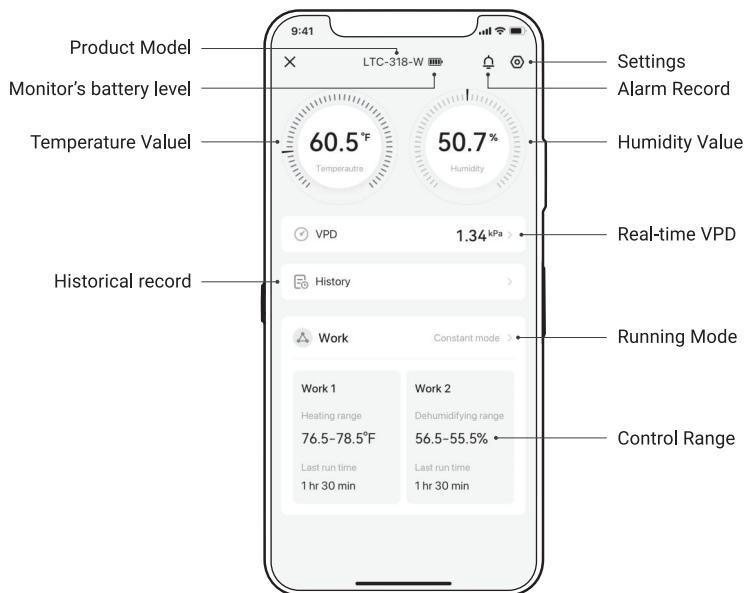 9:41
Product Model
LTC-318-W
Settings
Monitor's battery level
Alarm Record
Temperature Valuel
60.5°F
Temperautre
50.7%
Humidity
Humidity Value
VPD
1.34 kPa
Real-time VPD
Historical record
History
Work
Constant mode
Running Mode
Work 1
Heating range
76.5-78.5°F
Last run time
1 hr 30 min
Work 2
Dehumidifying range
56.5-55.5%
Last run time
1 hr 30 min
Control Range